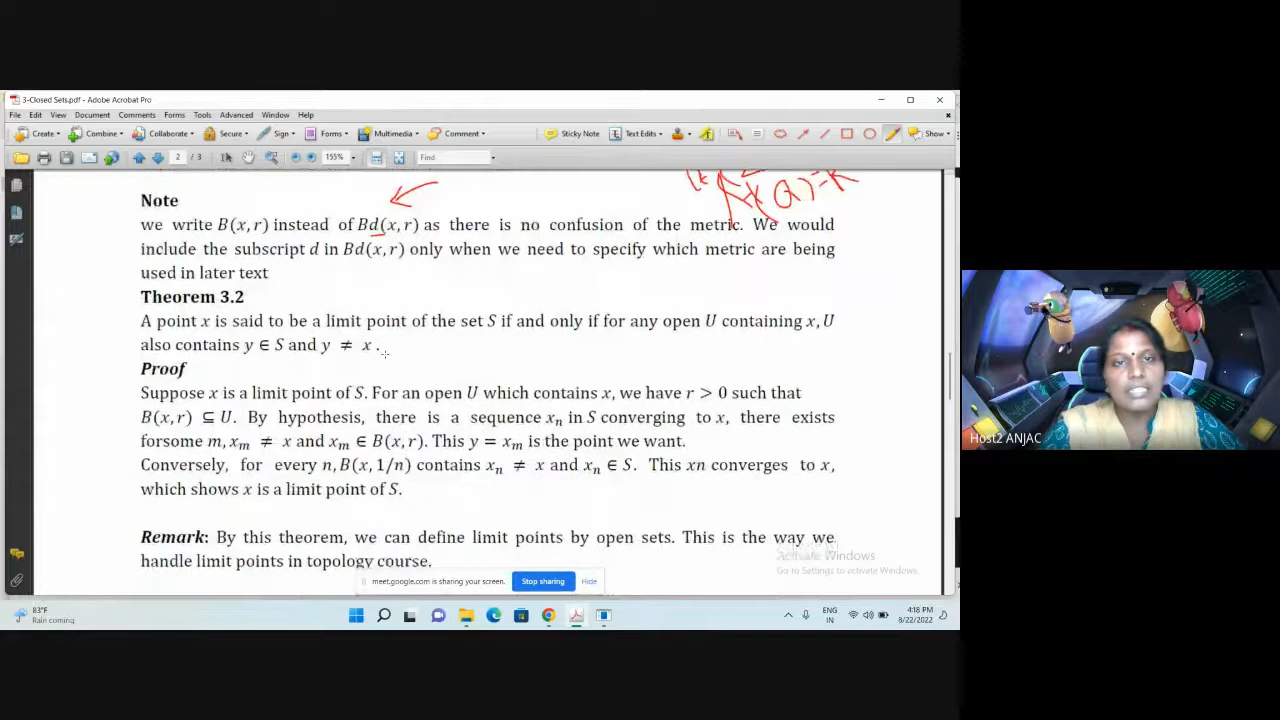 3-Closed Sets.pdf - Adobe Acrobat Pro
File Edit View Document Comments Forms Tools Advanced Window Help
Create Combine Collaborate Secure Sign Forms Multimedia Comment Sticky Note Text Edits Show
2 / 3 155% Find
(x) = K
Note
we write B(x,r) instead of Bd(x,r) as there is no confusion of the metric. We would
include the subscript d in Bd(x,r) only when we need to specify which metric are being
used in later text
Theorem 3.2
A point x is said to be a limit point of the set S if and only if for any open U containing x, U
also contains y ∈ S and y ≠ x .
Proof
Suppose x is a limit point of S. For an open U which contains x, we have r > 0 such that
B(x,r) ⊆ U. By hypothesis, there is a sequence xₙ in S converging to x, there exists
forsome m, xₘ ≠ x and xₘ ∈ B(x,r). This y = xₘ is the point we want.
Conversely, for every n, B(x, 1/n) contains xₙ ≠ x and xₙ ∈ S. This xn converges to x,
which shows x is a limit point of S.
Remark: By this theorem, we can define limit points by open sets. This is the way we
handle limit points in topology course.
Activate Windows
Go to Settings to activate Windows.
meet.google.com is sharing your screen. Stop sharing Hide
83°F
Rain coming
ENG
IN
4:18 PM
8/22/2022
Host2 ANJAC